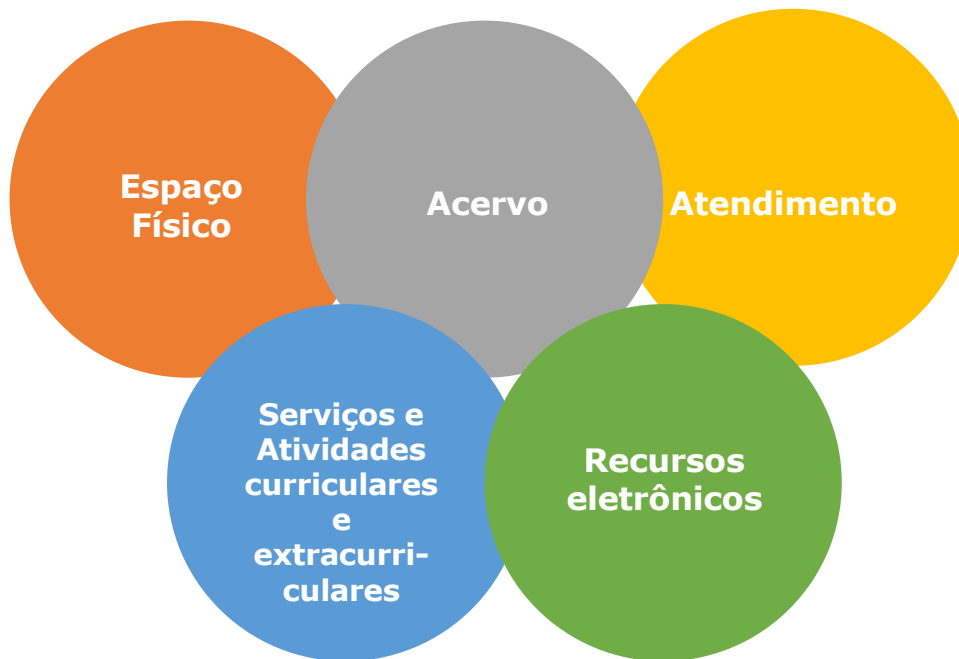 Espaço
Físico
Acervo
Atendimento
Serviços e
Atividades
curriculares
e
extracurri-
culares
Recursos
eletrônicos